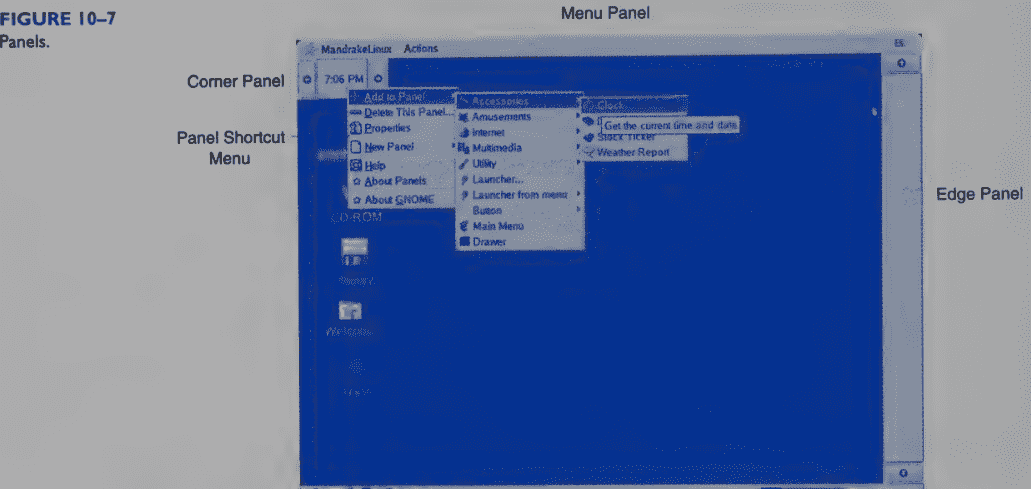 FIGURE 10–7
Panels.
Menu Panel
MandrakeLinux Actions
Corner Panel
7:06 PM
Panel Shortcut
Menu
Edge Panel
Add to Panel
Delete This Panel...
Properties
New Panel
Help
About Panels
About GNOME
Accessories
Amusements
Internet
Multimedia
Utility
Launcher...
Launcher from menu
Button
Main Menu
Drawer
Clock
Get the current time and date
Stock Ticker
Weather Report
CD-ROM
Welcome